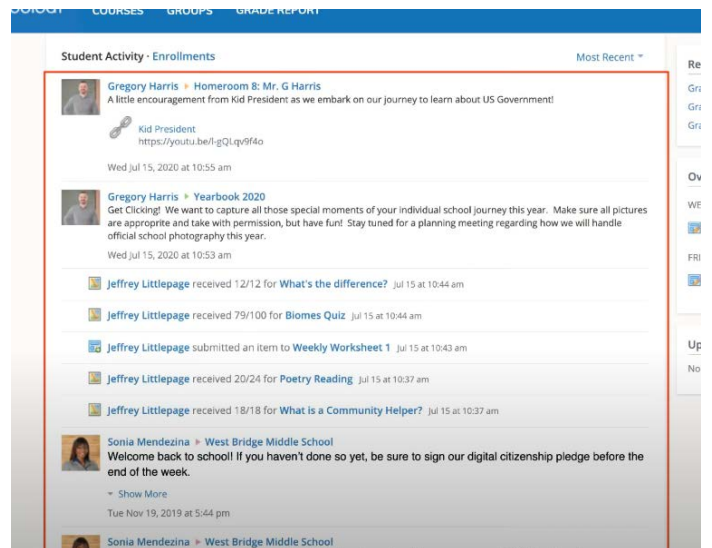 COURSES GROUPS GRADE REPORT
Student Activity · Enrollments
Most Recent
Gregory Harris Homeroom 8: Mr. G Harris
A little encouragement from Kid President as we embark on our journey to learn about US Government!
Kid President
https://youtu.be/l-gQLqv9f4o
Wed Jul 15, 2020 at 10:55 am
Gregory Harris Yearbook 2020
Get Clicking! We want to capture all those special moments of your individual school journey this year. Make sure all pictures
are approprite and take with permission, but have fun! Stay tuned for a planning meeting regarding how we will handle
official school photography this year.
Wed Jul 15, 2020 at 10:53 am
Jeffrey Littlepage received 12/12 for What's the difference? Jul 15 at 10:44 am
Jeffrey Littlepage received 79/100 for Biomes Quiz Jul 15 at 10:44 am
Jeffrey Littlepage submitted an item to Weekly Worksheet 1 Jul 15 at 10:43 am
Jeffrey Littlepage received 20/24 for Poetry Reading Jul 15 at 10:37 am
Jeffrey Littlepage received 18/18 for What is a Community Helper? Jul 15 at 10:37 am
Sonia Mendezina West Bridge Middle School
Welcome back to school! If you haven't done so yet, be sure to sign our digital citizenship pledge before the
end of the week.
Show More
Tue Nov 19, 2019 at 5:44 pm
Sonia Mendezina West Bridge Middle School
Re
Gra
Gra
Gra
Ov
WE
FRI
Up
No